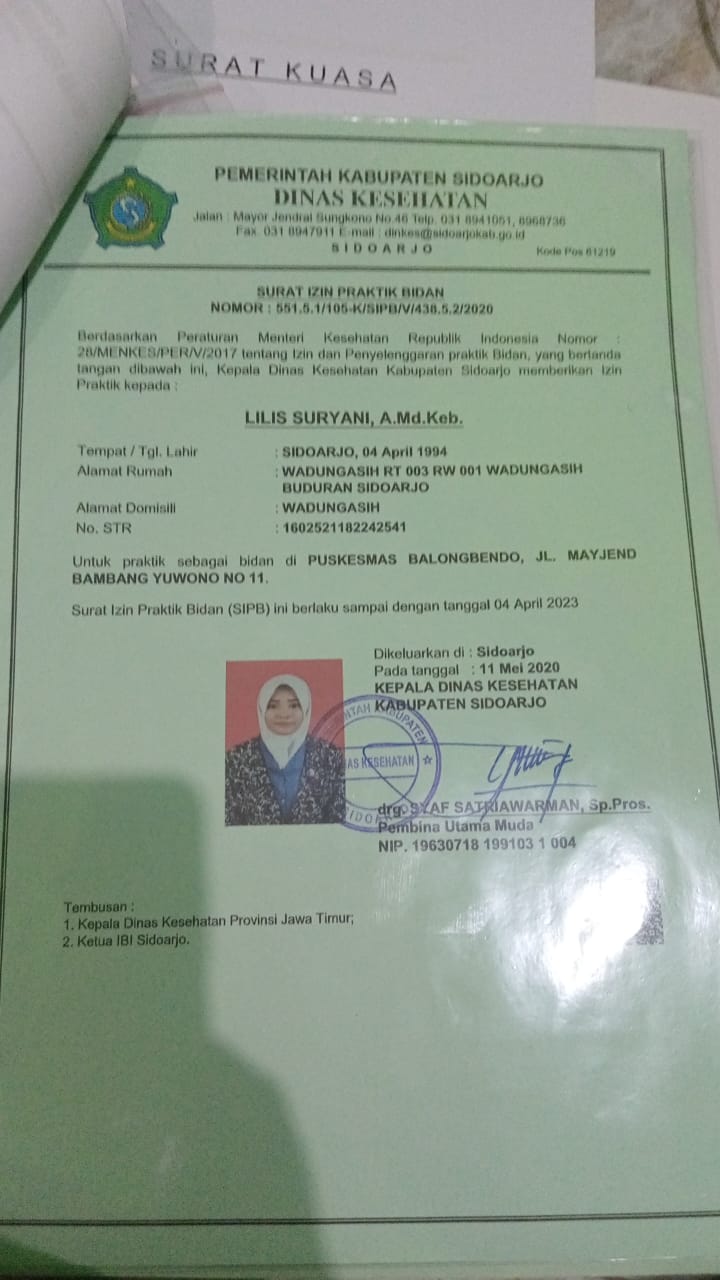 SURAT KUASA
PEMERINTAH KABUPATEN SIDOARJO
DINAS KESEHATAN
Jalan : Mayor Jendral Sungkono No.46 Telp. 031 8941051, 8968736
Fax. 031 8947911 E-mail : dinkes@sidoarjokab.go.id
S I D O A R J O
Kode Pos 61219
SURAT IZIN PRAKTIK BIDAN
NOMOR : 551.5.1/105-K/SIPB/V/438.5.2/2020
Berdasarkan Peraturan Menteri Kesehatan Republik Indonesia Nomor :
28/MENKES/PER/V/2017 tentang Izin dan Penyelenggaran praktik Bidan, yang bertanda
tangan dibawah ini, Kepala Dinas Kesehatan Kabupaten Sidoarjo memberikan Izin
Praktik kepada :
LILIS SURYANI, A.Md.Keb.
Tempat / Tgl. Lahir : SIDOARJO, 04 April 1994
Alamat Rumah : WADUNGASIH RT 003 RW 001 WADUNGASIH
BUDURAN SIDOARJO
Alamat Domisili : WADUNGASIH
No. STR : 1602521182242541
Untuk praktik sebagai bidan di PUSKESMAS BALONGBENDO, JL. MAYJEND
BAMBANG YUWONO NO 11.
Surat Izin Praktik Bidan (SIPB) ini berlaku sampai dengan tanggal 04 April 2023
Dikeluarkan di : Sidoarjo
Pada tanggal : 11 Mei 2020
KEPALA DINAS KESEHATAN
KABUPATEN SIDOARJO
drg. SYAF SATRIAWARMAN, Sp.Pros.
Pembina Utama Muda
NIP. 19630718 199103 1 004
Tembusan :
1. Kepala Dinas Kesehatan Provinsi Jawa Timur;
2. Ketua IBI Sidoarjo.